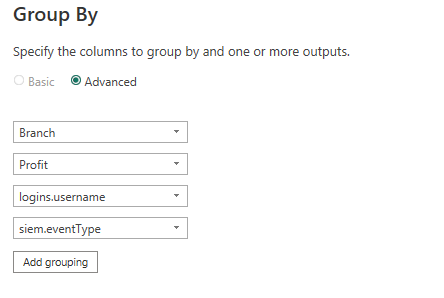 Group By
Specify the columns to group by and one or more outputs.
Basic Advanced
Branch
Profit
logins.username
siem.eventType
Add grouping